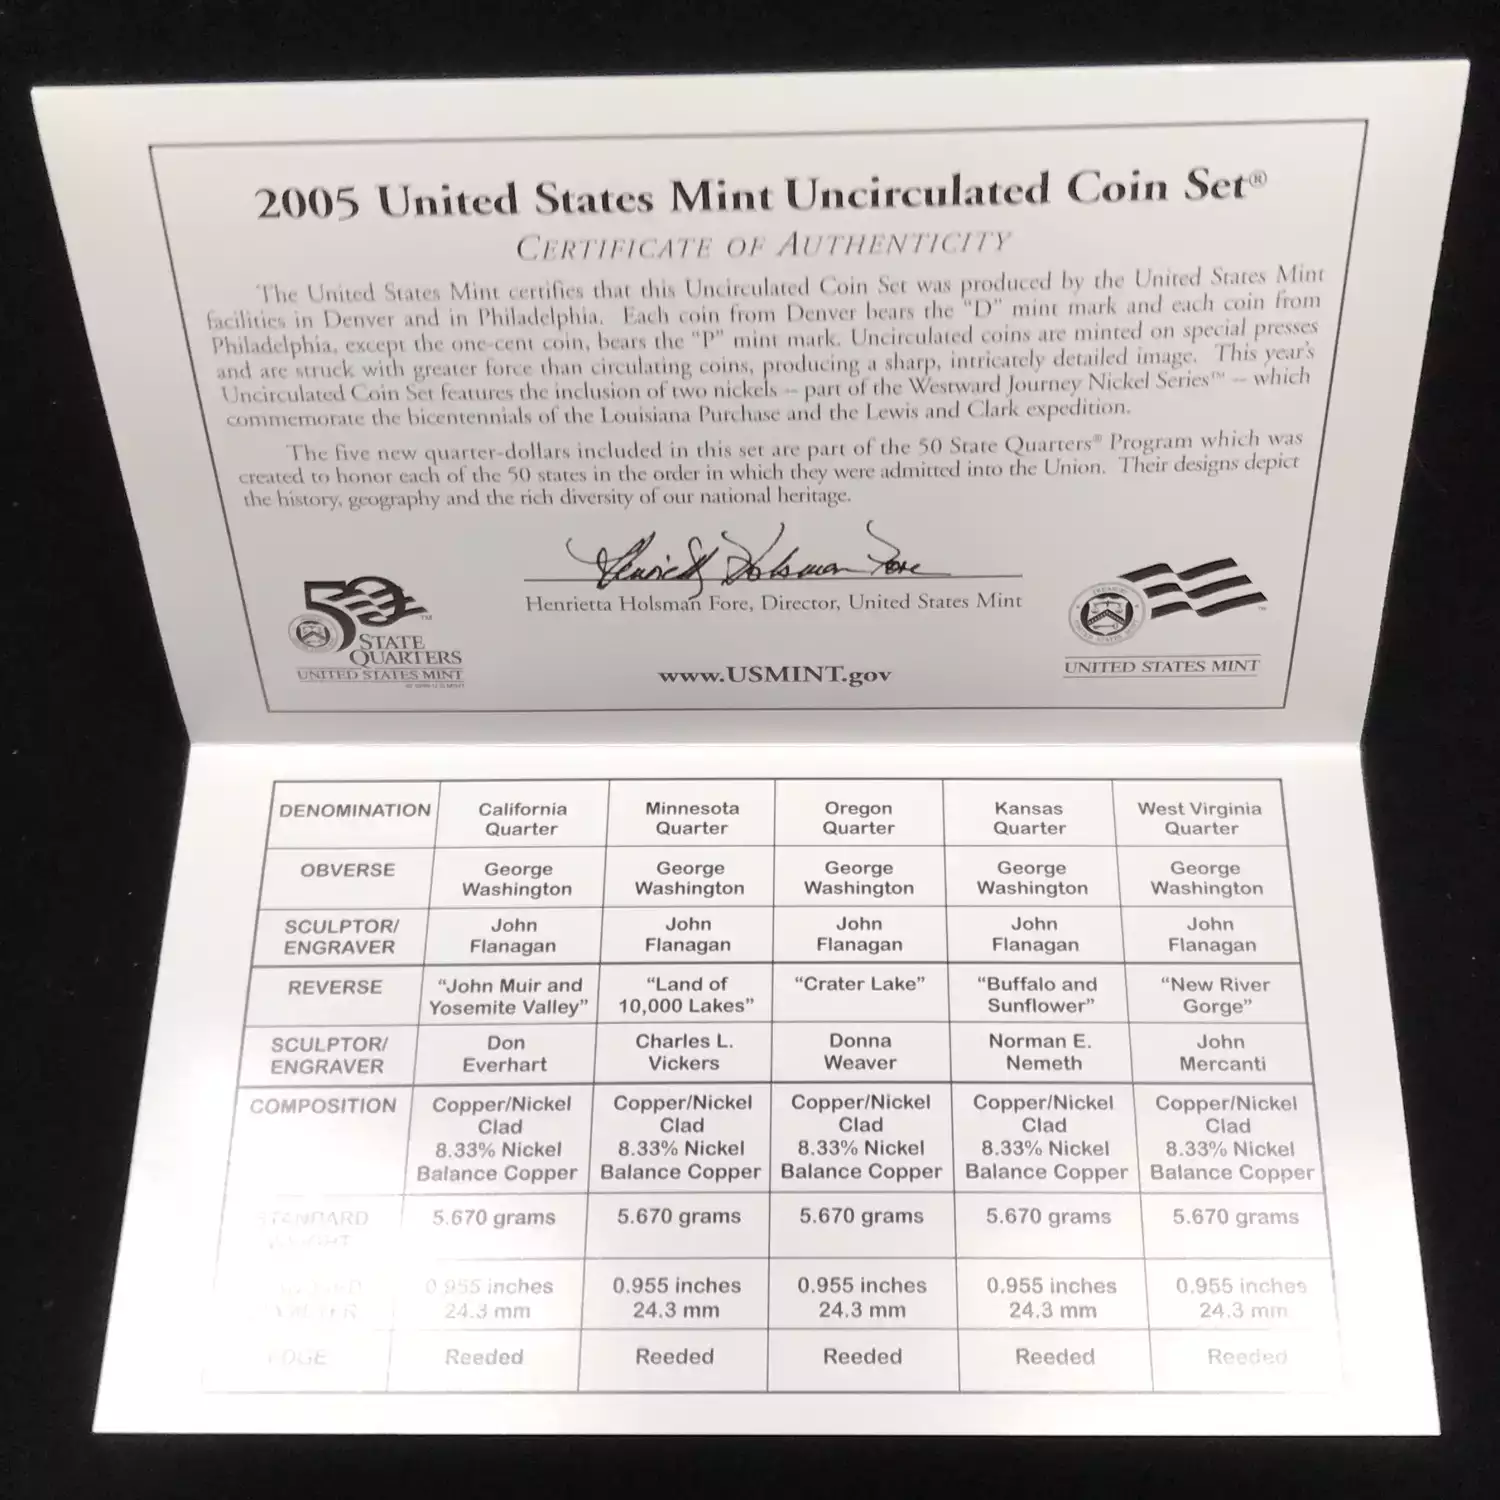 2005 United States Mint Uncirculated Coin Set®
CERTIFICATE OF AUTHENTICITY
The United States Mint certifies that this Uncirculated Coin Set was produced by the United States Mint
facilities in Denver and in Philadelphia. Each coin from Denver bears the “D” mint mark and each coin from
Philadelphia, except the one-cent coin, bears the “P” mint mark. Uncirculated coins are minted on special presses
and are struck with greater force than circulating coins, producing a sharp, intricately detailed image. This year's
Uncirculated Coin Set features the inclusion of two nickels – part of the Westward Journey Nickel Series™ – which
commemorate the bicentennials of the Louisiana Purchase and the Lewis and Clark expedition.
The five new quarter-dollars included in this set are part of the 50 State Quarters® Program which was
created to honor each of the 50 states in the order in which they were admitted into the Union. Their designs depict
the history, geography and the rich diversity of our national heritage.
Henrietta Holsman Fore
Henrietta Holsman Fore, Director, United States Mint
50 ™
STATE
QUARTERS
UNITED STATES MINT
www.USMINT.gov
™
UNITED STATES MINT
DENOMINATION California Quarter Minnesota Quarter Oregon Quarter Kansas Quarter West Virginia Quarter
OBVERSE George Washington George Washington George Washington George Washington George Washington
SCULPTOR/ ENGRAVER John Flanagan John Flanagan John Flanagan John Flanagan John Flanagan
REVERSE “John Muir and Yosemite Valley” “Land of 10,000 Lakes” “Crater Lake” “Buffalo and Sunflower” “New River Gorge”
SCULPTOR/ ENGRAVER Don Everhart Charles L. Vickers Donna Weaver Norman E. Nemeth John Mercanti
COMPOSITION Copper/Nickel Clad 8.33% Nickel Balance Copper Copper/Nickel Clad 8.33% Nickel Balance Copper Copper/Nickel Clad 8.33% Nickel Balance Copper Copper/Nickel Clad 8.33% Nickel Balance Copper Copper/Nickel Clad 8.33% Nickel Balance Copper
STANDARD 5.670 grams 5.670 grams 5.670 grams 5.670 grams 5.670 grams
0.955 inches 24.3 mm 0.955 inches 24.3 mm 0.955 inches 24.3 mm 0.955 inches 24.3 mm 0.955 inches 24.3 mm
EDGE Reeded Reeded Reeded Reeded Reeded